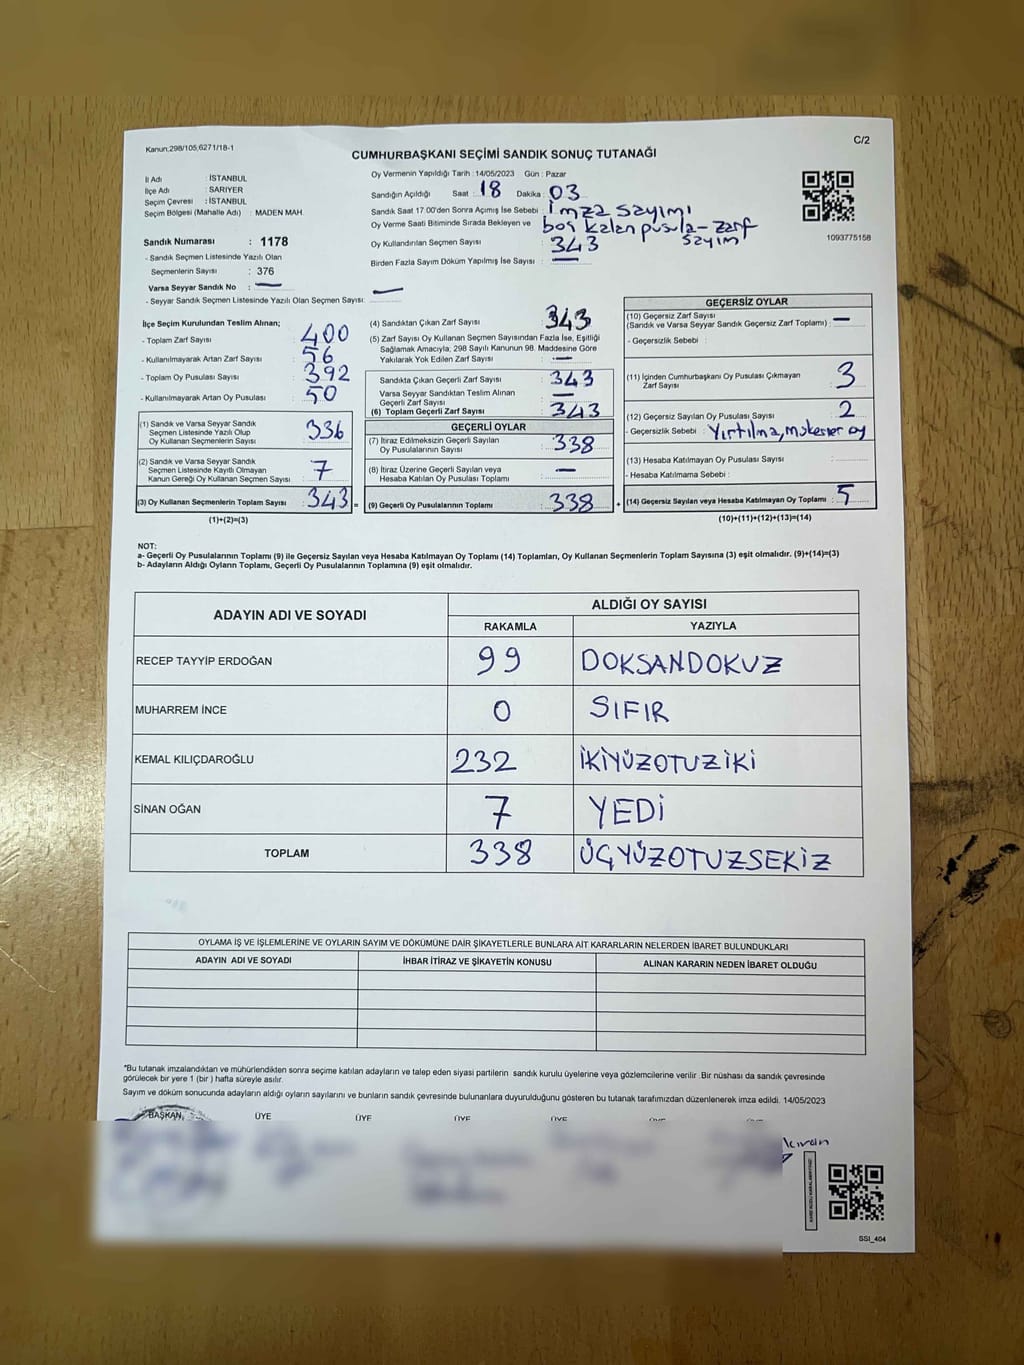 Kanun:298/105,6271/18-1
C/2
CUMHURBAŞKANI SEÇİMİ SANDIK SONUÇ TUTANAĞI
İl Adı : İSTANBUL
İlçe Adı : SARIYER
Seçim Çevresi : İSTANBUL
Seçim Bölgesi (Mahalle Adı) : MADEN MAH.
Sandık Numarası : 1178
- Sandık Seçmen Listesinde Yazılı Olan
Seçmenlerin Sayısı : 376
Varsa Seyyar Sandık No : —
- Seyyar Sandık Seçmen Listesinde Yazılı Olan Seçmen Sayısı: —
Oy Vermenin Yapıldığı Tarih : 14/05/2023 Gün : Pazar
Sandığın Açıldığı Saat : 18 Dakika : 03
Sandık Saat 17:00'den Sonra Açımış İse Sebebi : İmza sayımı
Oy Verme Saati Bitiminde Sırada Bekleyen ve boş kalan pusula-zarf
sayım
Oy Kullandırılan Seçmen Sayısı : 343
Birden Fazla Sayım Döküm Yapılmış İse Sayısı : —
1093775158
İlçe Seçim Kurulundan Teslim Alınan;
- Toplam Zarf Sayısı : 400
- Kullanılmayarak Artan Zarf Sayısı : 56
- Toplam Oy Pusulası Sayısı : 392
- Kullanılmayarak Artan Oy Pusulası : 50
(1) Sandık ve Varsa Seyyar Sandık
Seçmen Listesinde Yazılı Olup
Oy Kullanan Seçmenlerin Sayısı : 336
(2) Sandık ve Varsa Seyyar Sandık
Seçmen Listesinde Kayıtlı Olmayan
Kanun Gereği Oy Kullanan Seçmen Sayısı : 7
(3) Oy Kullanan Seçmenlerin Toplam Sayısı : 343
(1)+(2)=(3)
(4) Sandıktan Çıkan Zarf Sayısı : 343
(5) Zarf Sayısı Oy Kullanan Seçmen Sayısından Fazla İse, Eşitliği
Sağlamak Amacıyla, 298 Sayılı Kanunun 98. Maddesine Göre
Yakılarak Yok Edilen Zarf Sayısı : —
Sandıkta Çıkan Geçerli Zarf Sayısı : 343
Varsa Seyyar Sandıktan Teslim Alınan
Geçerli Zarf Sayısı : —
(6) Toplam Geçerli Zarf Sayısı : 343
GEÇERLİ OYLAR
(7) İtiraz Edilmeksizin Geçerli Sayılan
Oy Pusulalarının Sayısı : 338
(8) İtiraz Üzerine Geçerli Sayılan veya
Hesaba Katılan Oy Pusulası Toplamı : —
(9) Geçerli Oy Pusulalarının Toplamı : 338
=
+
GEÇERSİZ OYLAR
(10) Geçersiz Zarf Sayısı
(Sandık ve Varsa Seyyar Sandık Geçersiz Zarf Toplamı) : —
- Geçersizlik Sebebi :
(11) İçinden Cumhurbaşkanı Oy Pusulası Çıkmayan
Zarf Sayısı : 3
(12) Geçersiz Sayılan Oy Pusulası Sayısı : 2
- Geçersizlik Sebebi : Yırtılma, mükerrer oy
(13) Hesaba Katılmayan Oy Pusulası Sayısı :
- Hesaba Katılmama Sebebi :
(14) Geçersiz Sayılan veya Hesaba Katılmayan Oy Toplamı : 5
(10)+(11)+(12)+(13)=(14)
NOT:
a- Geçerli Oy Pusulalarının Toplamı (9) ile Geçersiz Sayılan veya Hesaba Katılmayan Oy Toplamı (14) Toplamları, Oy Kullanan Seçmenlerin Toplam Sayısına (3) eşit olmalıdır. (9)+(14)=(3)
b- Adayların Aldığı Oyların Toplamı, Geçerli Oy Pusulalarının Toplamına (9) eşit olmalıdır.
ADAYIN ADI VE SOYADI
ALDIĞI OY SAYISI
RAKAMLA YAZIYLA
RECEP TAYYİP ERDOĞAN 99 DOKSANDOKUZ
MUHARREM İNCE 0 SIFIR
KEMAL KILIÇDAROĞLU 232 İKİYÜZOTUZİKİ
SİNAN OĞAN 7 YEDİ
TOPLAM 338 ÜÇYÜZOTUZSEKİZ
OYLAMA İŞ VE İŞLEMLERİNE VE OYLARIN SAYIM VE DÖKÜMÜNE DAİR ŞİKAYETLERLE BUNLARA AİT KARARLARIN NELERDEN İBARET BULUNDUKLARI
ADAYIN ADI VE SOYADI İHBAR İTİRAZ VE ŞİKAYETİN KONUSU ALINAN KARARIN NEDEN İBARET OLDUĞU
"Bu tutanak imzalandıktan ve mühürlendikten sonra seçime katılan adayların ve talep eden siyasi partilerin sandık kurulu üyelerine veya gözlemcilerine verilir .Bir nüshası da sandık çevresinde
görülecek bir yere 1 (bir ) hafta süreyle asılır.
Sayım ve döküm sonucunda adayların aldığı oyların sayılarını ve bunların sandık çevresinde bulunanlara duyurulduğunu gösteren bu tutanak tarafımızdan düzenlenerek imza edildi. 14/05/2023
BAŞKAN ÜYE ÜYE ÜYE ÜYE ÜYE
SSI_404